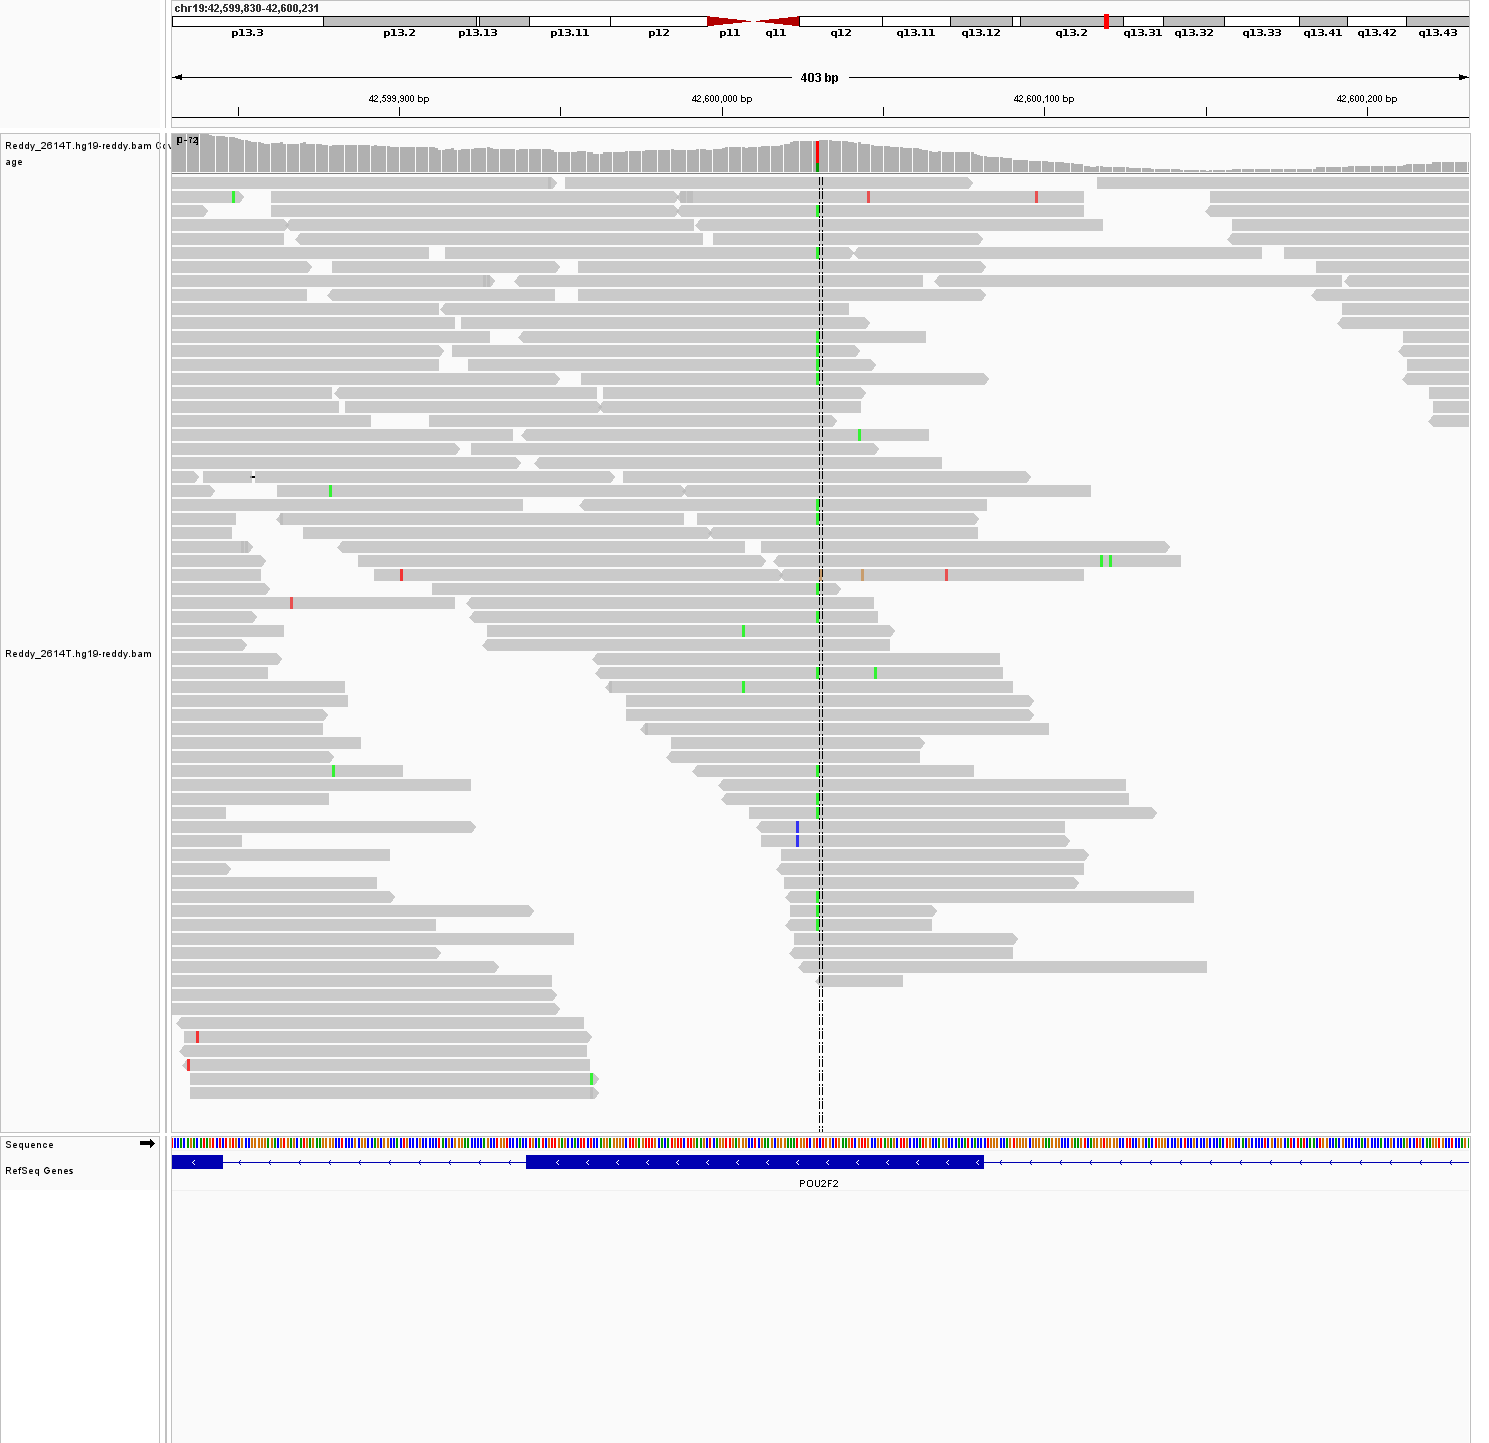 chr19:42,599,830-42,600,231
p13.3 p13.2 p13.13 p13.11 p12 p11 q11 q12 q13.11 q13.12 q13.2 q13.31 q13.32 q13.33 q13.41 q13.42 q13.43
403 bp
42,599,900 bp 42,600,000 bp 42,600,100 bp 42,600,200 bp
[0-72]
Reddy_2614T.hg19-reddy.bam Cov
age
Reddy_2614T.hg19-reddy.bam
Sequence
RefSeq Genes
POU2F2